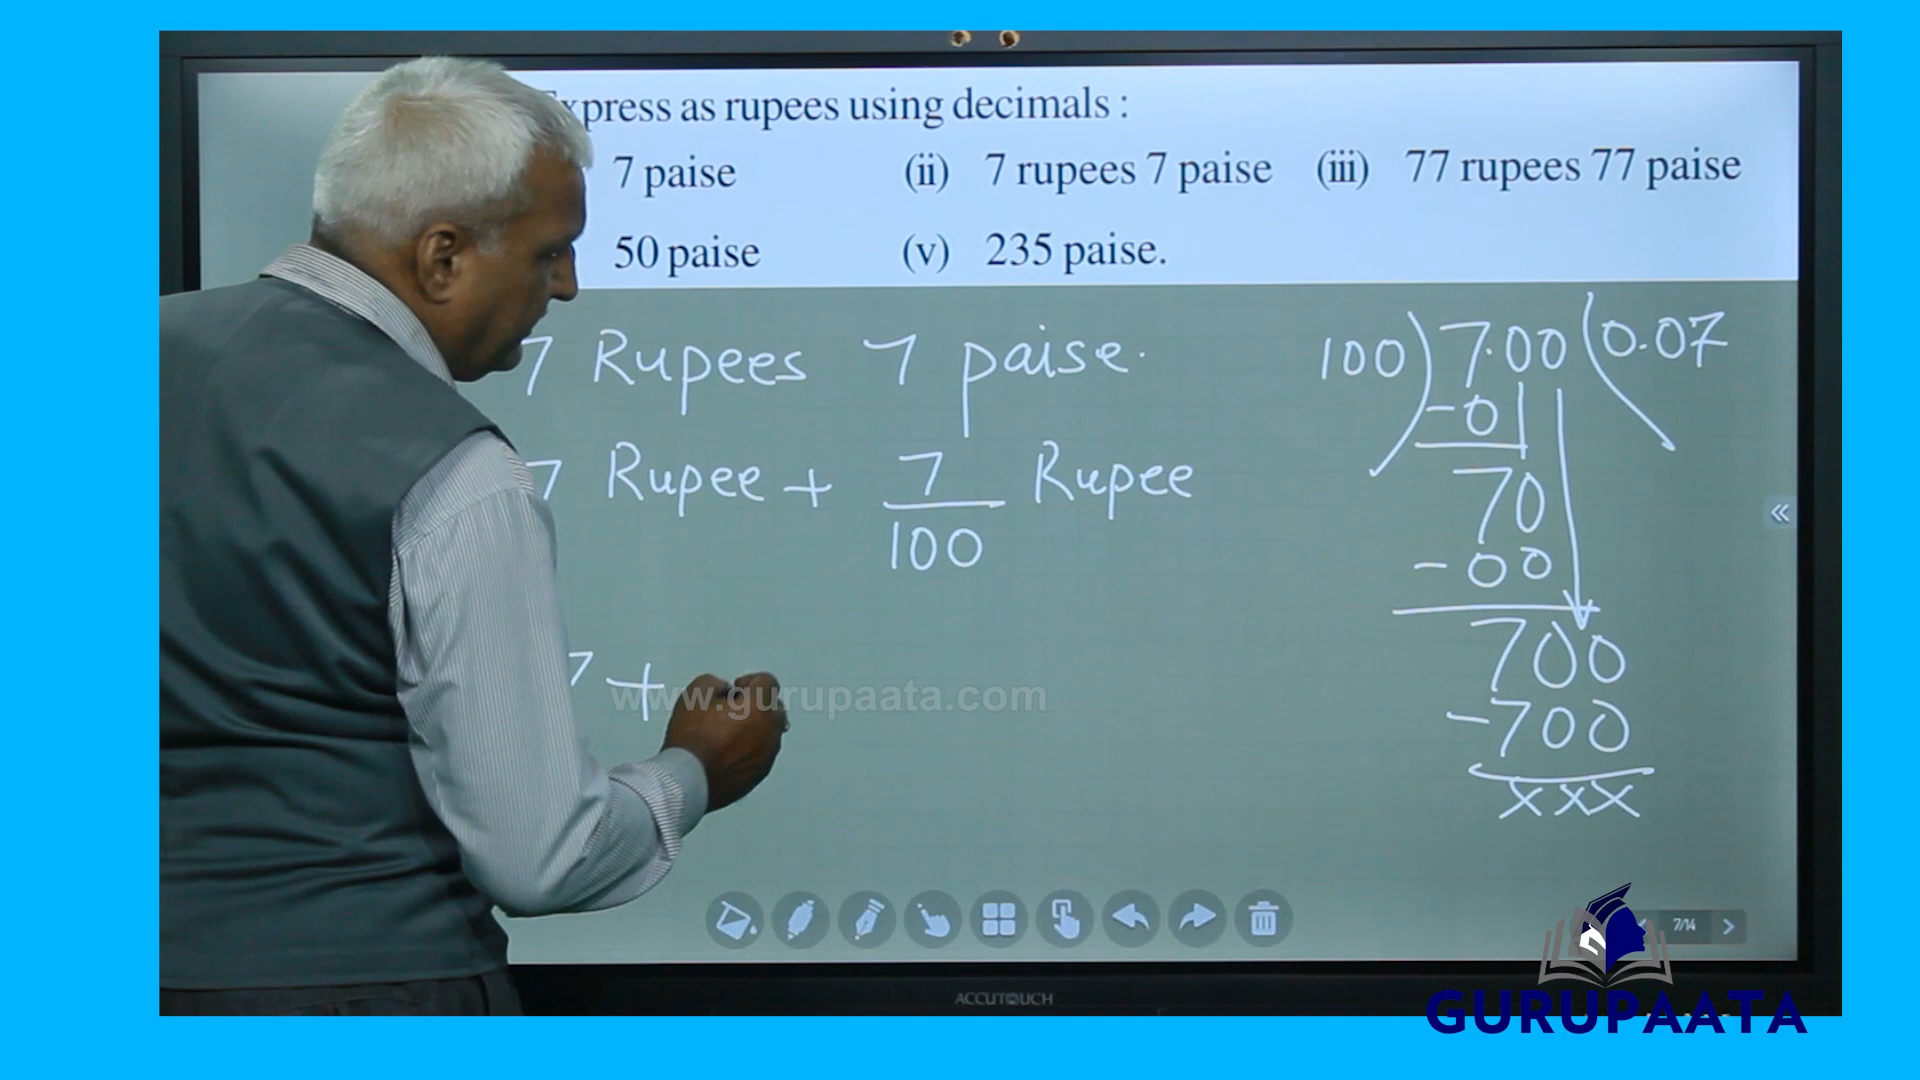 xpress as rupees using decimals :
7 paise (ii) 7 rupees 7 paise (iii) 77 rupees 77 paise
50 paise (v) 235 paise.
7 Rupees 7 paise.
7 Rupee + 7/100 Rupee
7 +
100) 7.00 (0.07
-0
70
-00
700
-700
xxx
www.gurupaata.com
7/14
ACCUTOUCH
GURUPAATA